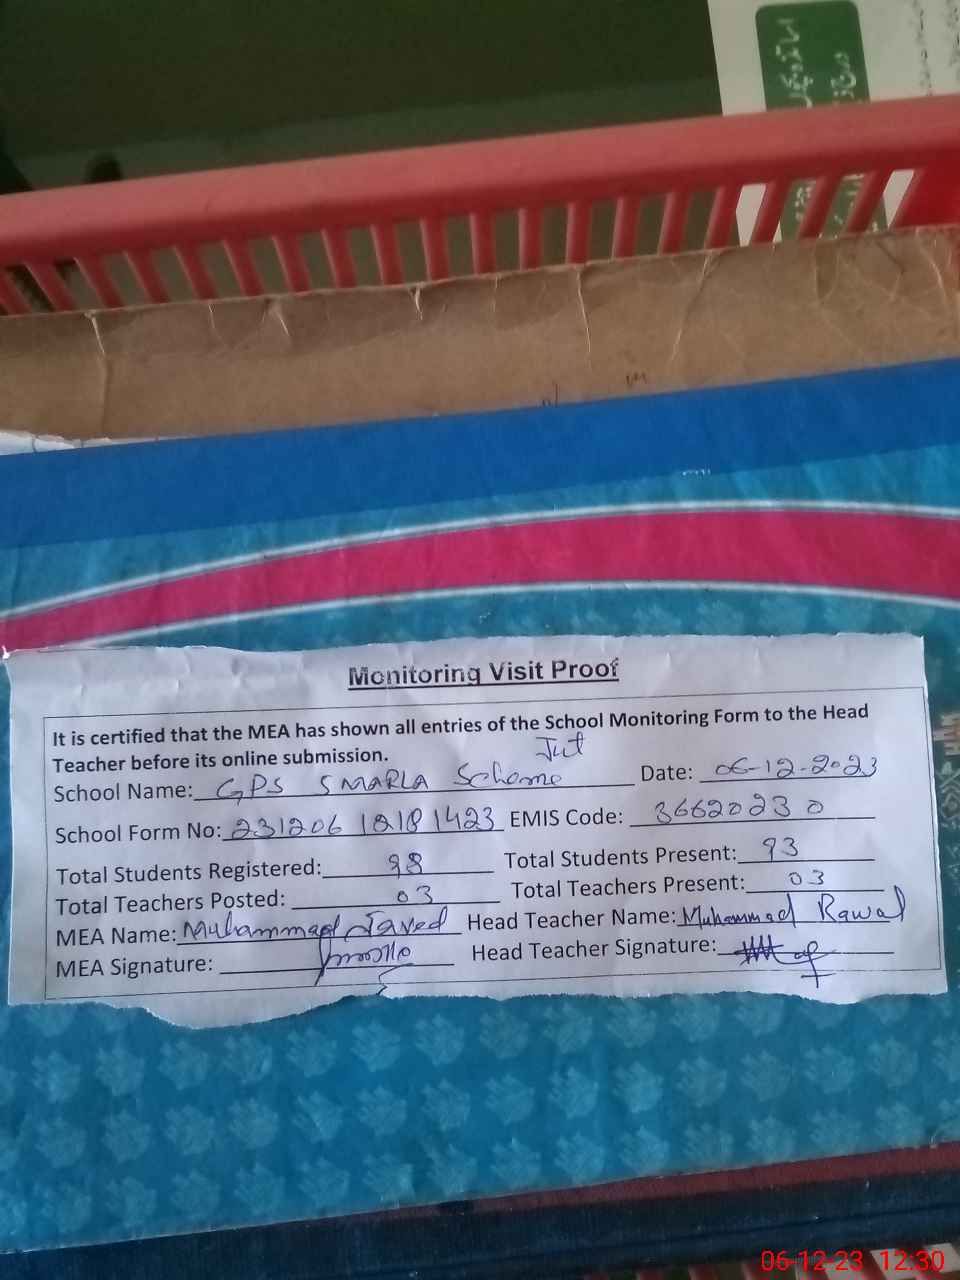 Monitoring Visit Proof
It is certified that the MEA has shown all entries of the School Monitoring Form to the Head
Teacher before its online submission.
School Name: GPS 5 MARLA Scheme Jut Date: 06-12-2023
School Form No: 23120612181423 EMIS Code: 36620230
Total Students Registered: 98 Total Students Present: 93
Total Teachers Posted: 03 Total Teachers Present: 03
MEA Name: Muhammad Javed Head Teacher Name: Muhammad Rawal
MEA Signature: Head Teacher Signature:
06-12-23 12:30